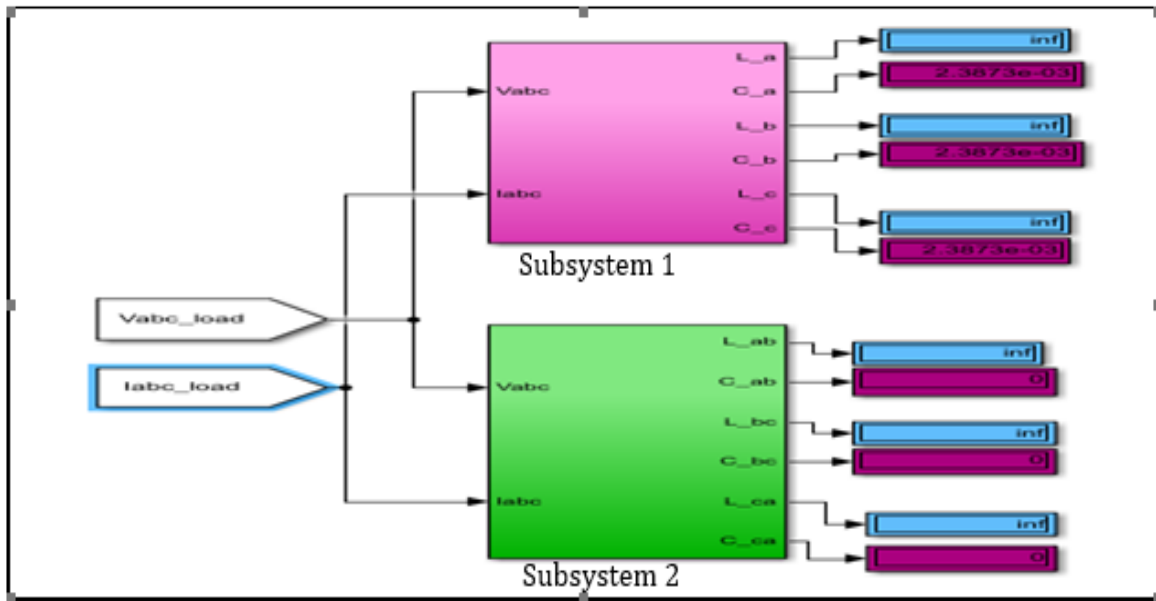 L_a
inf
C_a
2.3873e-03
Vabc
L_b
inf
C_b
2.3873e-03
Iabc
L_c
inf
C_c
2.3873e-03
Subsystem 1
Vabc_load
Iabc_load
L_ab
inf
C_ab
0
Vabc
L_bc
inf
C_bc
0
Iabc
L_ca
inf
C_ca
0
Subsystem 2